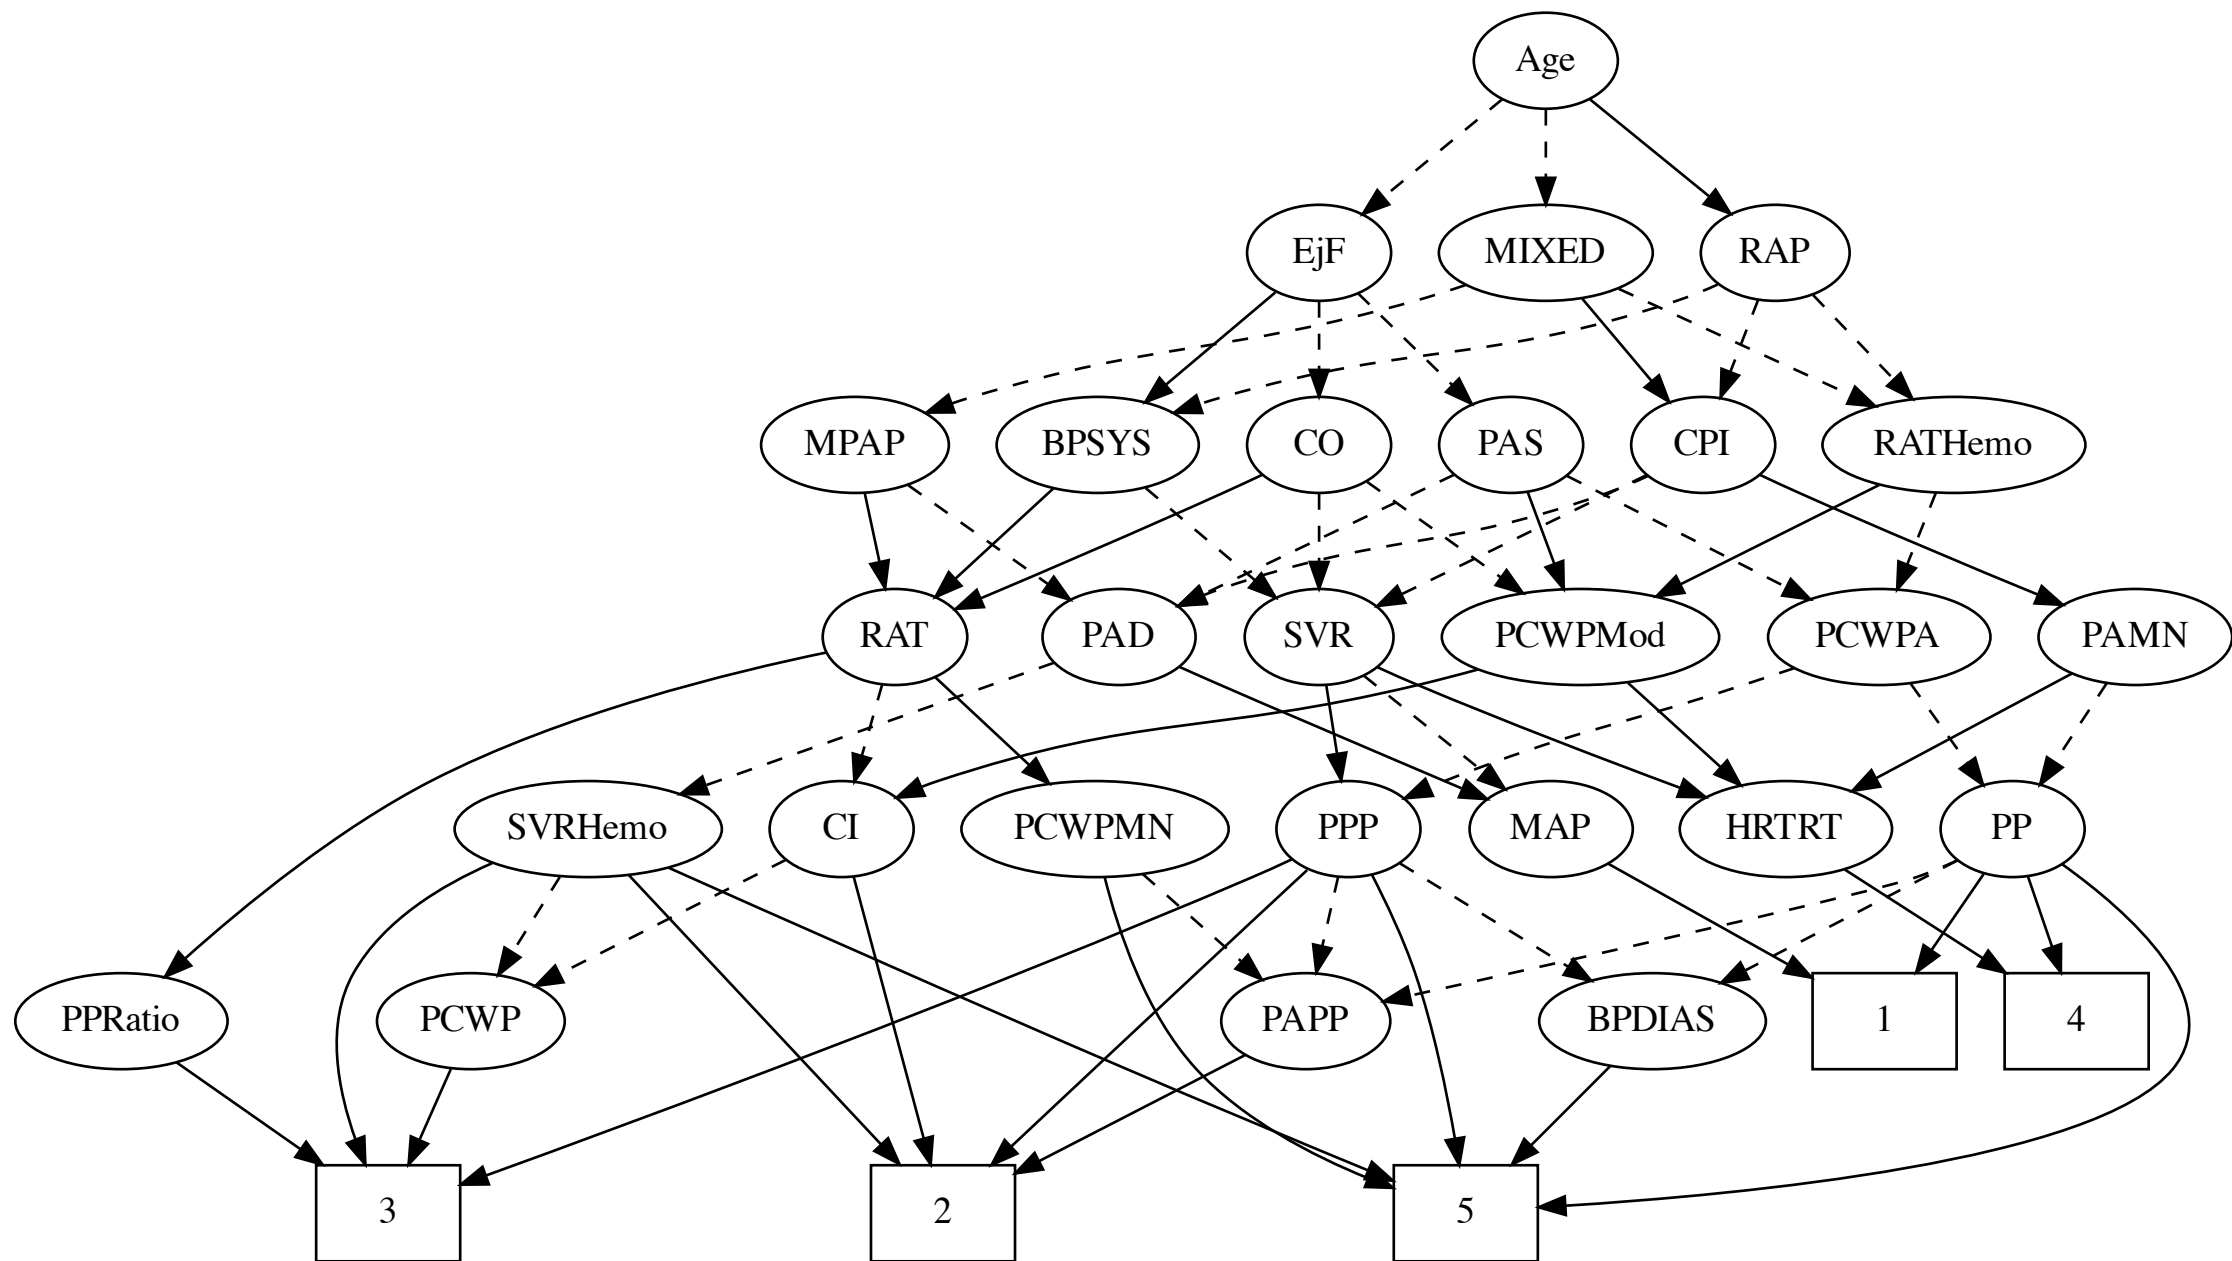 Age
EjF
MIXED
RAP
MPAP
BPSYS
CO
PAS
CPI
RATHemo
RAT
PAD
SVR
PCWPMod
PCWPA
PAMN
SVRHemo
CI
PCWPMN
PPP
MAP
HRTRT
PP
PPRatio
PCWP
PAPP
BPDIAS
1
4
3
2
5